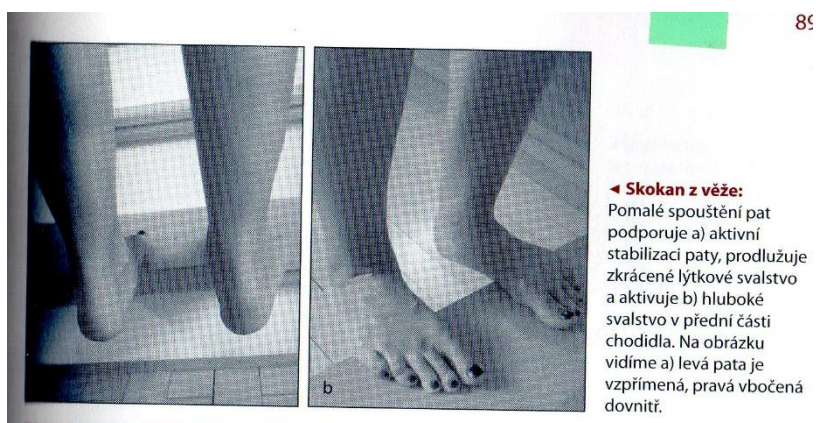 89
◄ Skokan z věže:
Pomalé spouštění pat
podporuje a) aktivní
stabilizaci paty, prodlužuje
zkrácené lýtkové svalstvo
a aktivuje b) hluboké
svalstvo v přední části
chodidla. Na obrázku
vidíme a) levá pata je
vzpřímená, pravá vbočená
dovnitř.
b